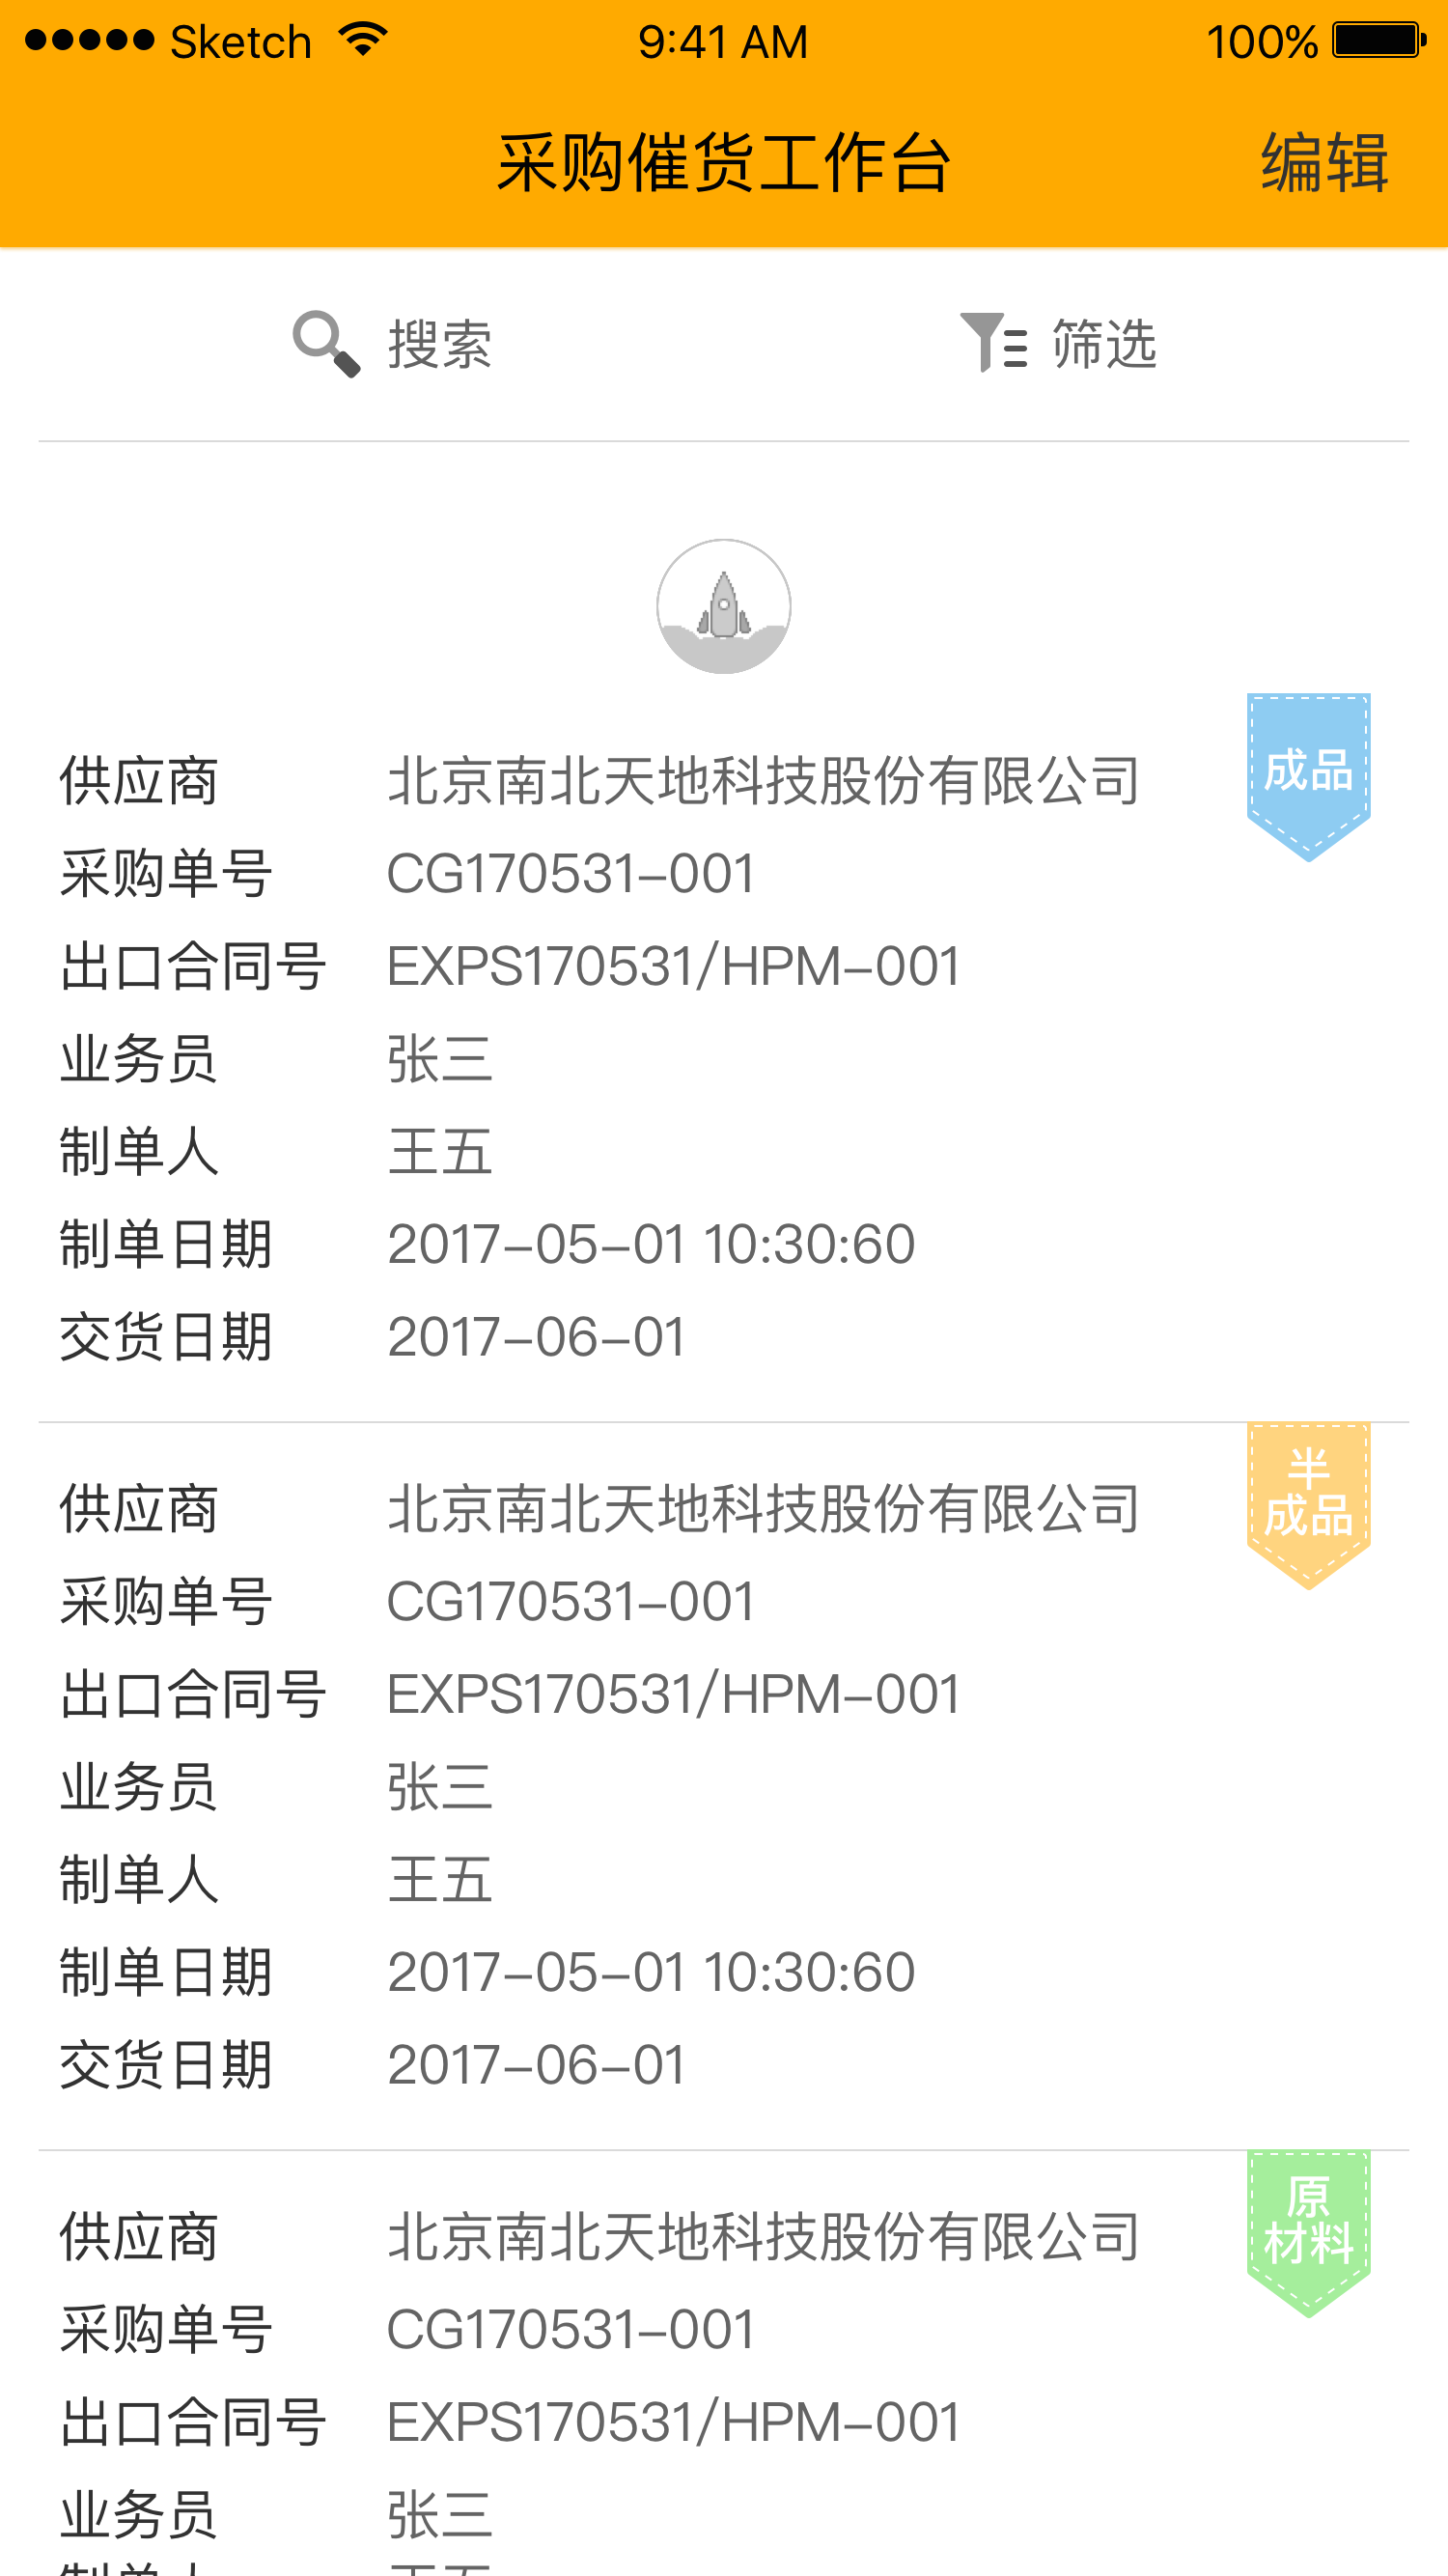 Sketch 9:41 AM 100%
采购催货工作台 编辑
搜索 筛选
成品
供应商 北京南北天地科技股份有限公司
采购单号 CG170531-001
出口合同号 EXPS170531/HPM-001
业务员 张三
制单人 王五
制单日期 2017-05-01 10:30:60
交货日期 2017-06-01
半
成品
供应商 北京南北天地科技股份有限公司
采购单号 CG170531-001
出口合同号 EXPS170531/HPM-001
业务员 张三
制单人 王五
制单日期 2017-05-01 10:30:60
交货日期 2017-06-01
原
材料
供应商 北京南北天地科技股份有限公司
采购单号 CG170531-001
出口合同号 EXPS170531/HPM-001
业务员 张三